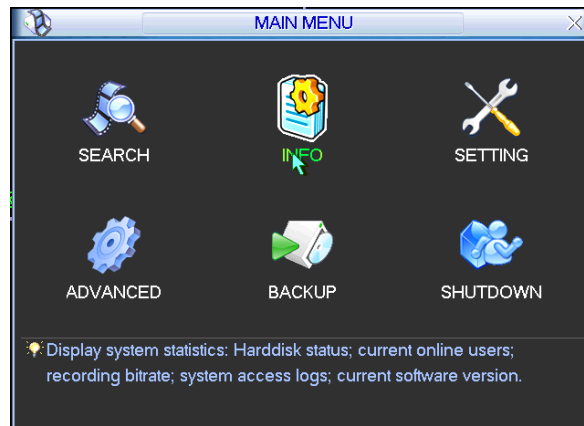 MAIN MENU
SEARCH INFO SETTING
ADVANCED BACKUP SHUTDOWN
Display system statistics: Harddisk status; current online users;
recording bitrate; system access logs; current software version.